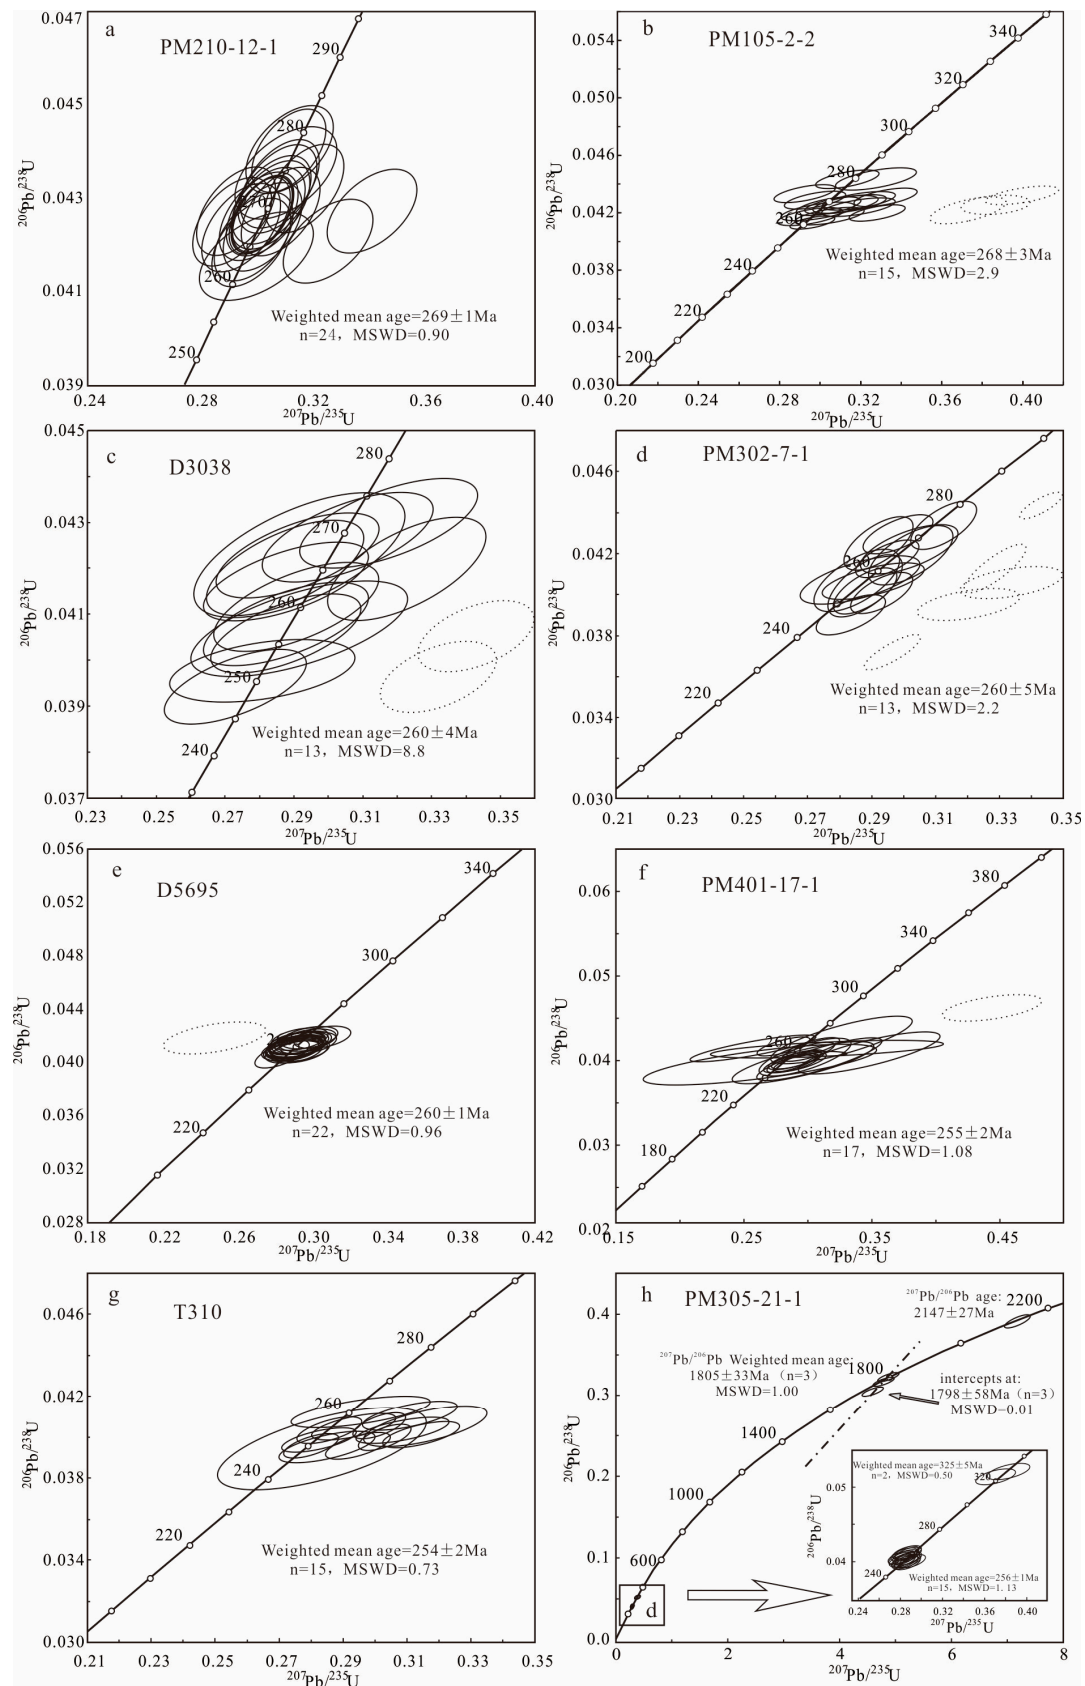 a
PM210-12-1
0.047
0.045
0.043
0.041
0.039
290
280
270
260
250
Weighted mean age=269±1Ma
n=24, MSWD=0.90
0.24
0.28
0.32
0.36
0.40
206Pb/238U
207Pb/235U
b
PM105-2-2
0.054
0.050
0.046
0.042
0.038
0.034
0.030
340
320
300
280
260
240
220
200
Weighted mean age=268±3Ma
n=15, MSWD=2.9
0.20
0.24
0.28
0.32
0.36
0.40
206Pb/238U
207Pb/235U
c
D3038
0.045
0.043
0.041
0.039
0.037
280
270
260
250
240
Weighted mean age=260±4Ma
n=13, MSWD=8.8
0.23
0.25
0.27
0.29
0.31
0.33
0.35
206Pb/238U
207Pb/235U
d
PM302-7-1
0.046
0.042
0.038
0.034
0.030
280
260
240
220
Weighted mean age=260±5Ma
n=13, MSWD=2.2
0.21
0.23
0.25
0.27
0.29
0.31
0.33
0.35
206Pb/238U
207Pb/235U
e
D5695
0.056
0.052
0.048
0.044
0.040
0.036
0.032
0.028
340
300
220
Weighted mean age=260±1Ma
n=22, MSWD=0.96
0.18
0.22
0.26
0.30
0.34
0.38
0.42
206Pb/238U
207Pb/235U
f
PM401-17-1
0.06
0.05
0.04
0.03
0.02
380
340
300
260
220
180
Weighted mean age=255±2Ma
n=17, MSWD=1.08
0.15
0.25
0.35
0.45
206Pb/238U
207Pb/235U
g
T310
0.046
0.042
0.038
0.034
0.030
280
260
240
220
Weighted mean age=254±2Ma
n=15, MSWD=0.73
0.21
0.23
0.25
0.27
0.29
0.31
0.33
0.35
206Pb/238U
207Pb/235U
h
PM305-21-1
207Pb/206Pb age:
2147±27Ma
2200
207Pb/206Pb Weighted mean age:
1805±33Ma (n=3)
MSWD=1.00
1800
intercepts at:
1798±58Ma (n=3)
MSWD=0.01
1400
1000
600
d
0.4
0.3
0.2
0.1
0.0
0
2
4
6
8
206Pb/238U
207Pb/235U
Weighted mean age=325±5Ma
n=2, MSWD=0.50
320
280
240
0.05
0.04
Weighted mean age=256±1Ma
n=15, MSWD=1.13
0.24
0.28
0.32
0.36
0.40
206Pb/238U
207Pb/235U